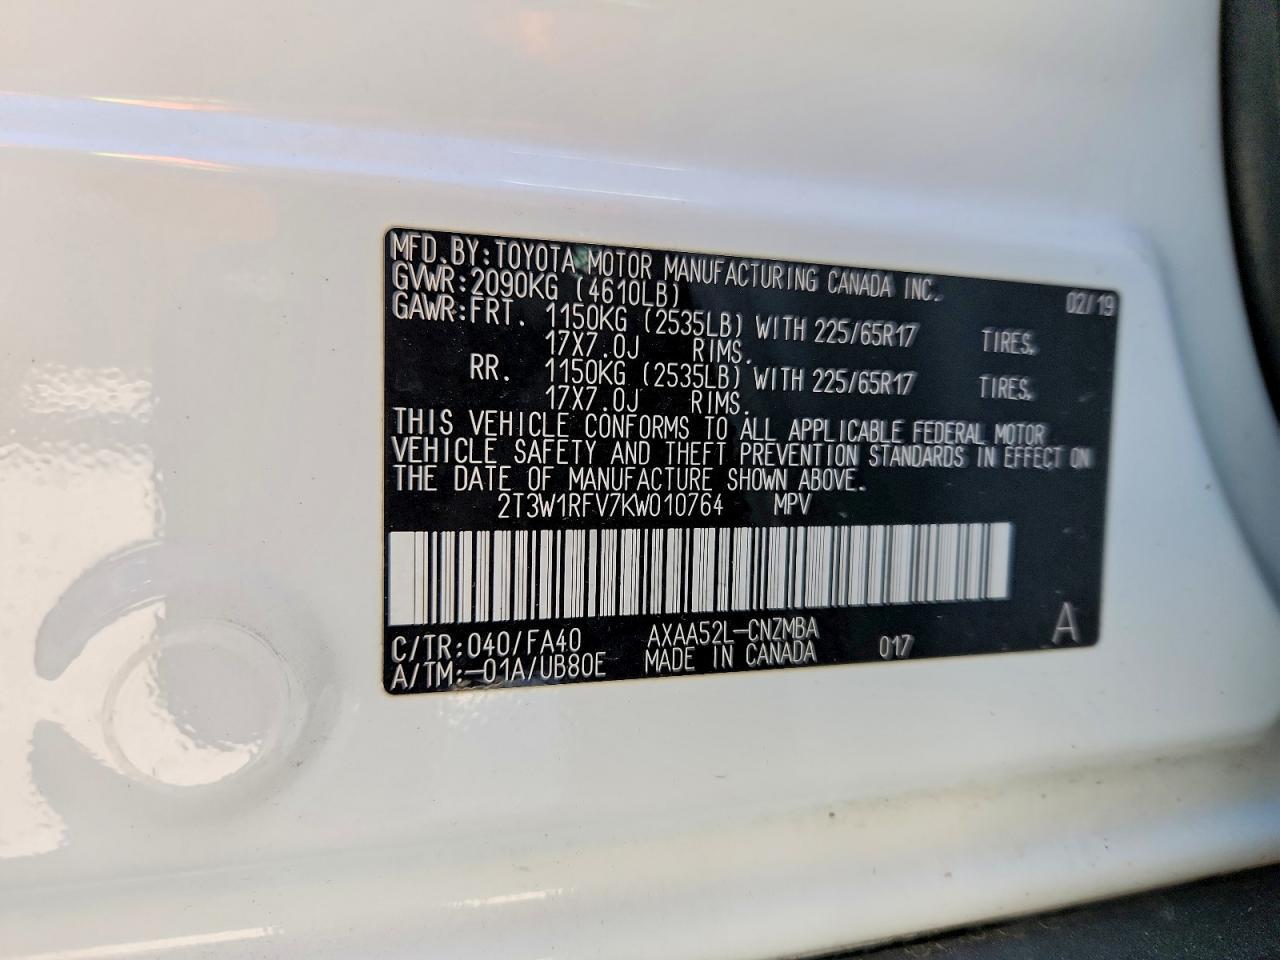 MFD.BY:TOYOTA MOTOR MANUFACTURING CANADA INC. 02/19
GVWR:2090KG (4610LB)
GAWR:FRT. 1150KG (2535LB) WITH 225/65R17 TIRES,
17X7.0J RIMS.
RR. 1150KG (2535LB) WITH 225/65R17 TIRES,
17X7.0J RIMS.
THIS VEHICLE CONFORMS TO ALL APPLICABLE FEDERAL MOTOR
VEHICLE SAFETY AND THEFT PREVENTION STANDARDS IN EFFECT ON
THE DATE OF MANUFACTURE SHOWN ABOVE.
2T3W1RFV7KW010764 MPV
C/TR:040/FA40 AXAA52L-CNZMBA 017 A
A/TM:-01A/UB80E MADE IN CANADA